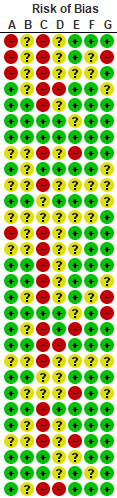 Risk of Bias
A B C D E F G
− ? − ? + + +
− ? − ? + ? −
− ? − ? ? ? +
+ ? − − + + ?
+ ? − ? + + +
+ + + + ? + +
+ + + + + + +
? ? − ? − + +
+ + + + + + ?
? ? − ? ? ? +
+ + ? + + + ?
? ? ? ? ? ? +
− ? − ? + + +
? ? − ? ? + +
+ + − + + + +
+ + − + + + ?
+ ? − ? + ? −
+ + − + + + −
+ ? − ? − + +
+ ? − − + + +
? ? − ? ? ? ?
+ + ? ? + + +
+ ? ? ? − + ?
+ + − + + + +
+ ? − ? + + +
? ? − ? − + +
+ + + ? ? + +
+ + + + + ? +
+ ? − − + + +